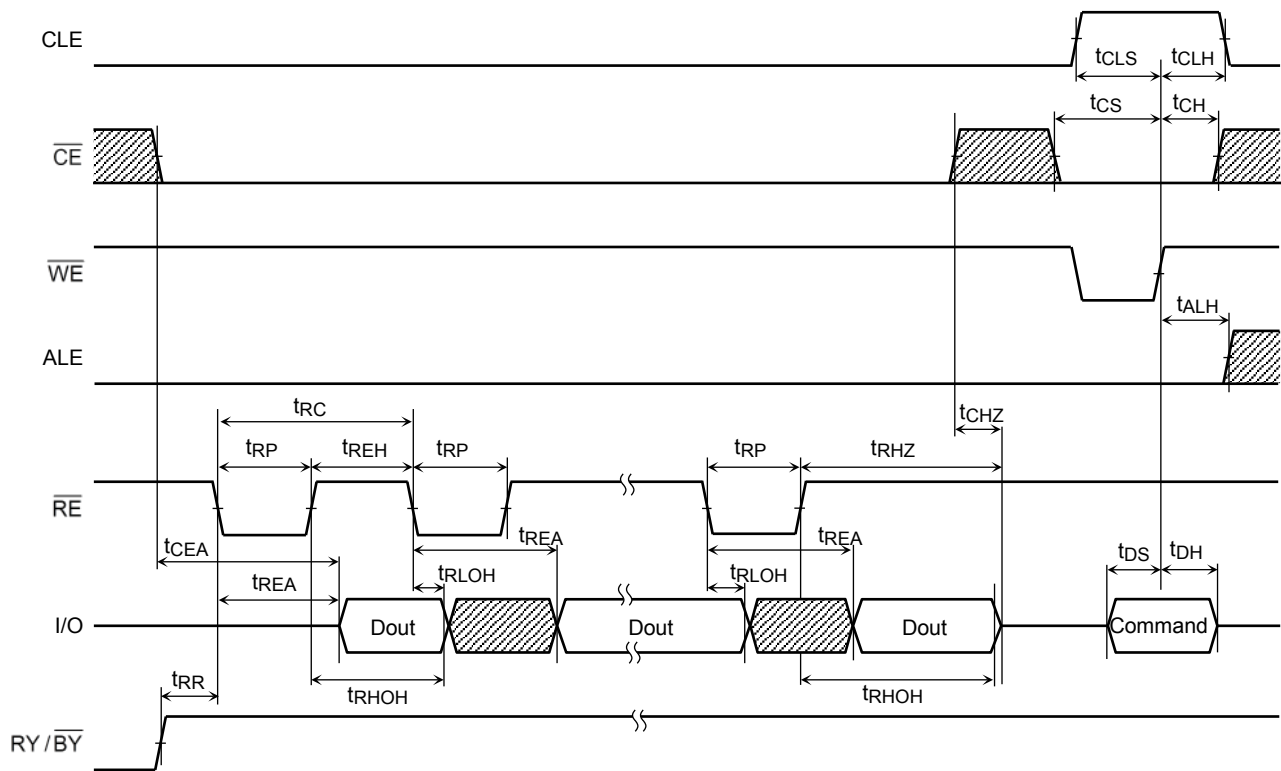 CLE
tCLS tCLH
tCS tCH
CE
WE
tALH
ALE
tRC
tCHZ
tRP tREH tRP tRP tRHZ
RE
tCEA
tREA tREA
tDS tDH
tREA
tRLOH tRLOH
I/O
Dout Dout Dout Command
tRR
tRHOH tRHOH
RY/BY